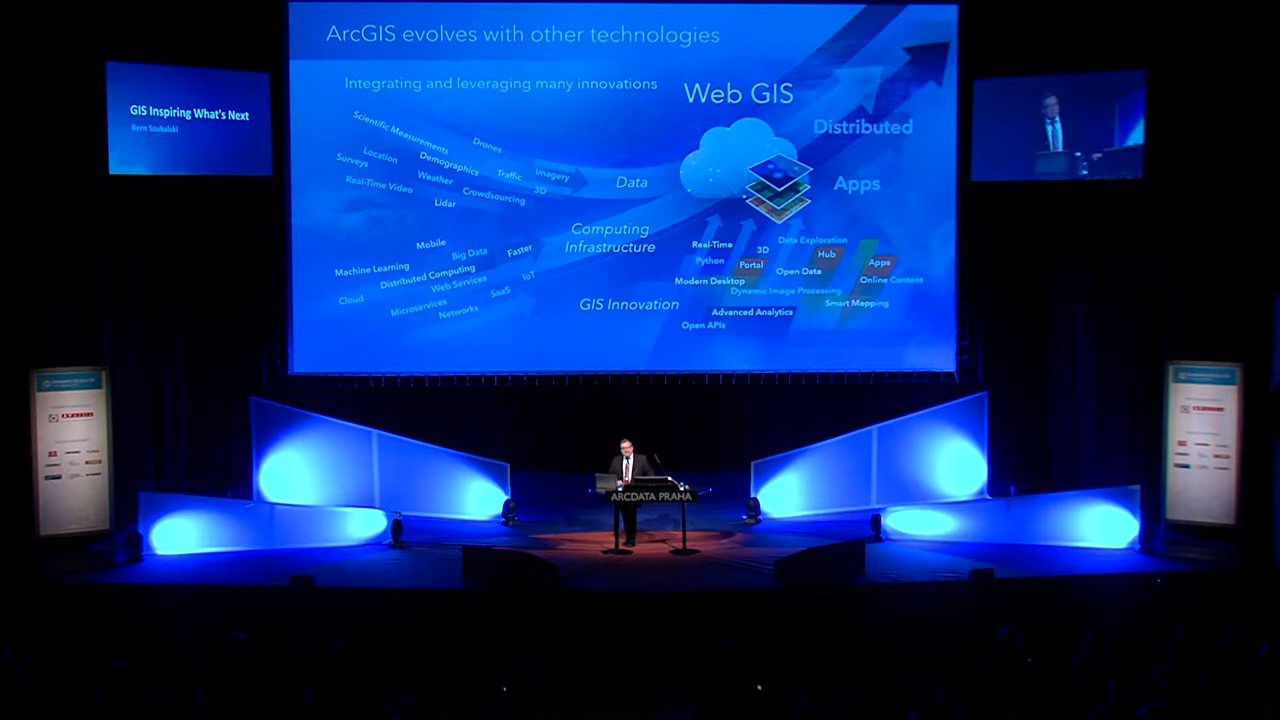 ArcGIS evolves with other technologies
Integrating and leveraging many innovations
Web GIS
Distributed
Apps
Scientific Measurements
Drones
Surveys
Location
Demographics
Traffic
Imagery
Real-Time Video
Weather
Crowdsourcing
3D
Lidar
Data
Computing
Infrastructure
Mobile
Big Data
Faster
Machine Learning
Distributed Computing
Web Services
IoT
Cloud
Microservices
SaaS
Networks
GIS Innovation
Real-Time
3D
Data Exploration
Python
Portal
Hub
Apps
Modern Desktop
Open Data
Online Content
Dynamic Image Processing
Smart Mapping
Advanced Analytics
Open APIs
GIS Inspiring What's Next
Bern Szukalski
ARCDATA PRAHA